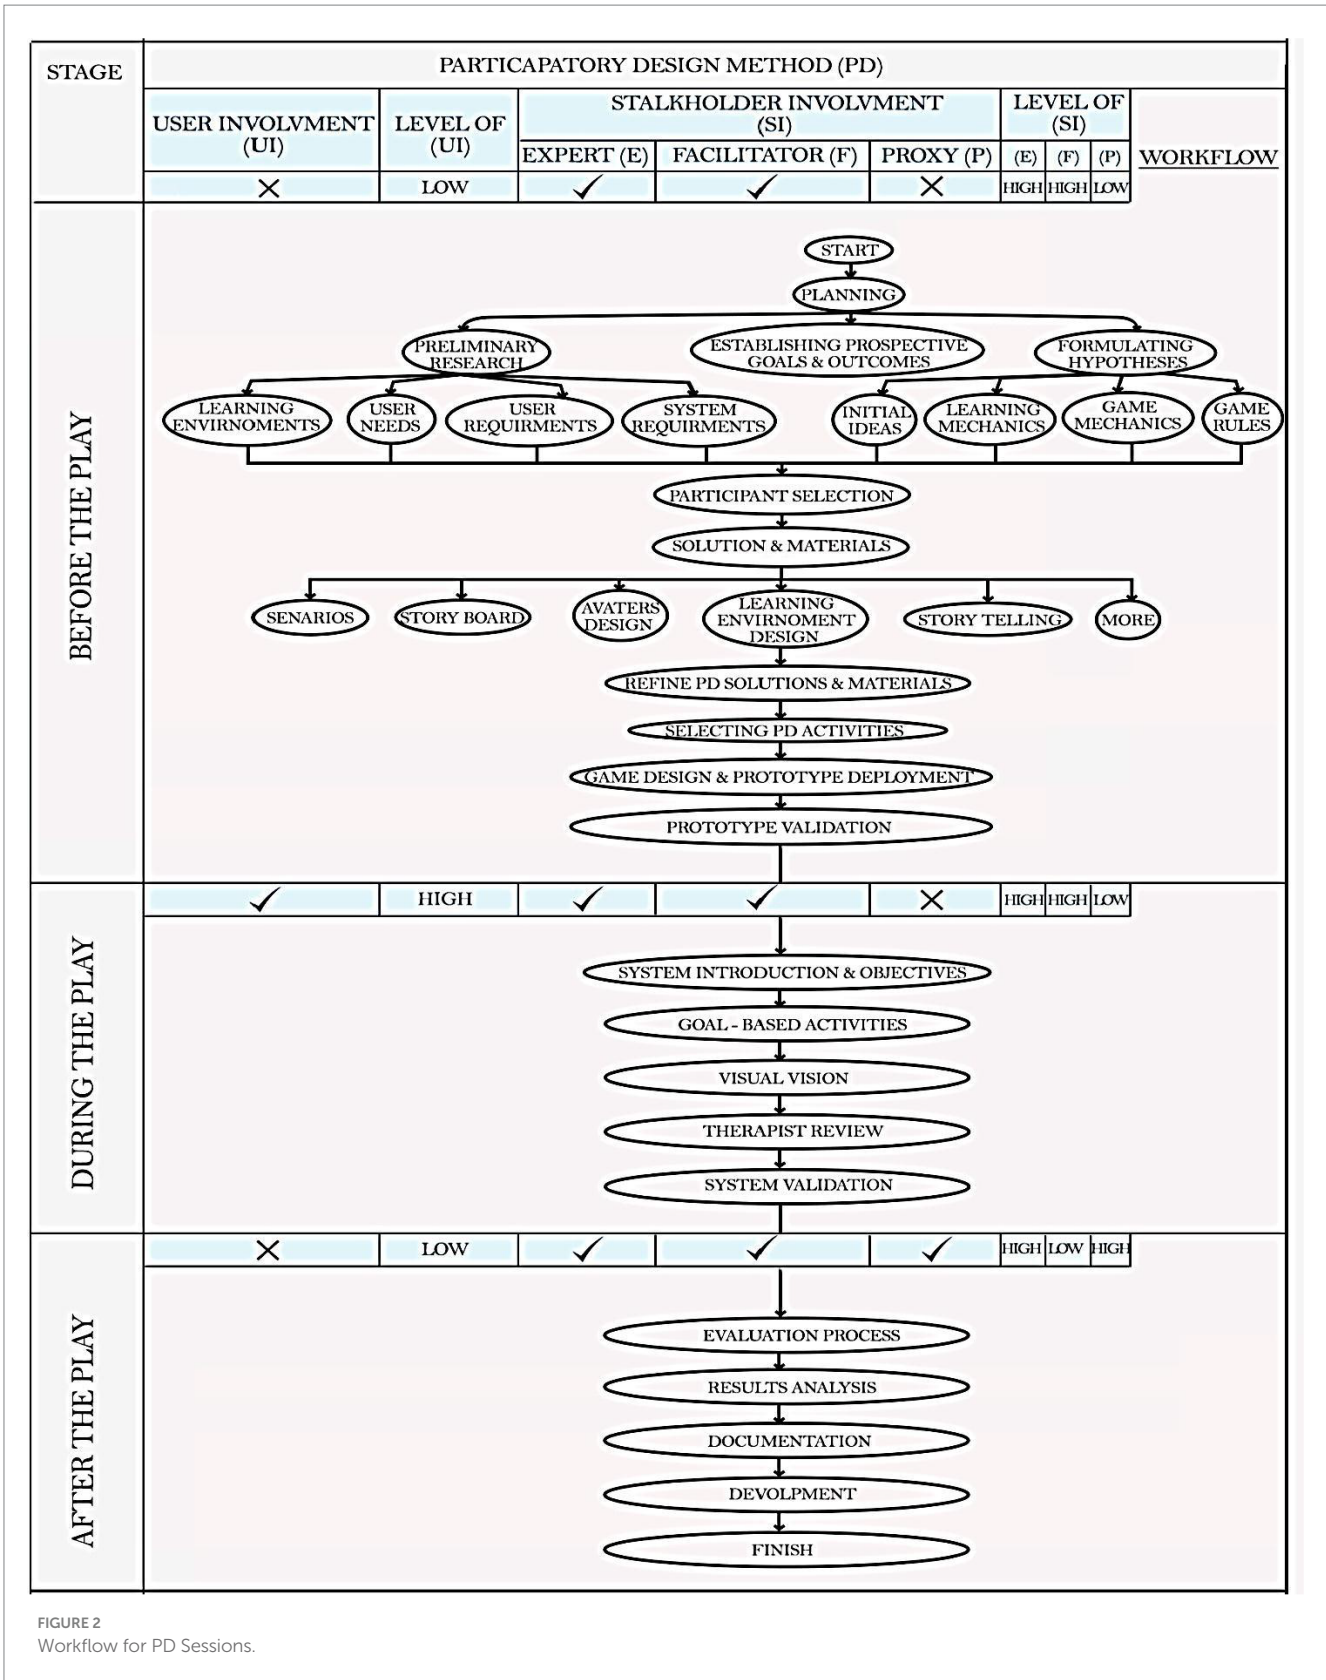 STAGE
PARTICAPATORY DESIGN METHOD (PD)
USER INVOLVMENT
(UI)
LEVEL OF
(UI)
STALKHOLDER INVOLVMENT
(SI)
LEVEL OF
(SI)
EXPERT (E)
FACILITATOR (F)
PROXY (P)
(E)
(F)
(P)
WORKFLOW
LOW
HIGH
HIGH
LOW
BEFORE THE PLAY
START
PLANNING
PRELIMINARY
RESEARCH
ESTABLISHING PROSPECTIVE
GOALS & OUTCOMES
FORMULATING
HYPOTHESES
LEARNING
ENVIRNOMENTS
USER
NEEDS
USER
REQUIRMENTS
SYSTEM
REQUIRMENTS
INITIAL
IDEAS
LEARNING
MECHANICS
GAME
MECHANICS
GAME
RULES
PARTICIPANT SELECTION
SOLUTION & MATERIALS
SENARIOS
STORY BOARD
AVATERS
DESIGN
LEARNING
ENVIRNOMENT
DESIGN
STORY TELLING
MORE
REFINE PD SOLUTIONS & MATERIALS
SELECTING PD ACTIVITIES
GAME DESIGN & PROTOTYPE DEPLOYMENT
PROTOTYPE VALIDATION
HIGH
HIGH
HIGH
LOW
DURING THE PLAY
SYSTEM INTRODUCTION & OBJECTIVES
GOAL - BASED ACTIVITIES
VISUAL VISION
THERAPIST REVIEW
SYSTEM VALIDATION
LOW
HIGH
LOW
HIGH
AFTER THE PLAY
EVALUATION PROCESS
RESULTS ANALYSIS
DOCUMENTATION
DEVOLPMENT
FINISH
FIGURE 2
Workflow for PD Sessions.